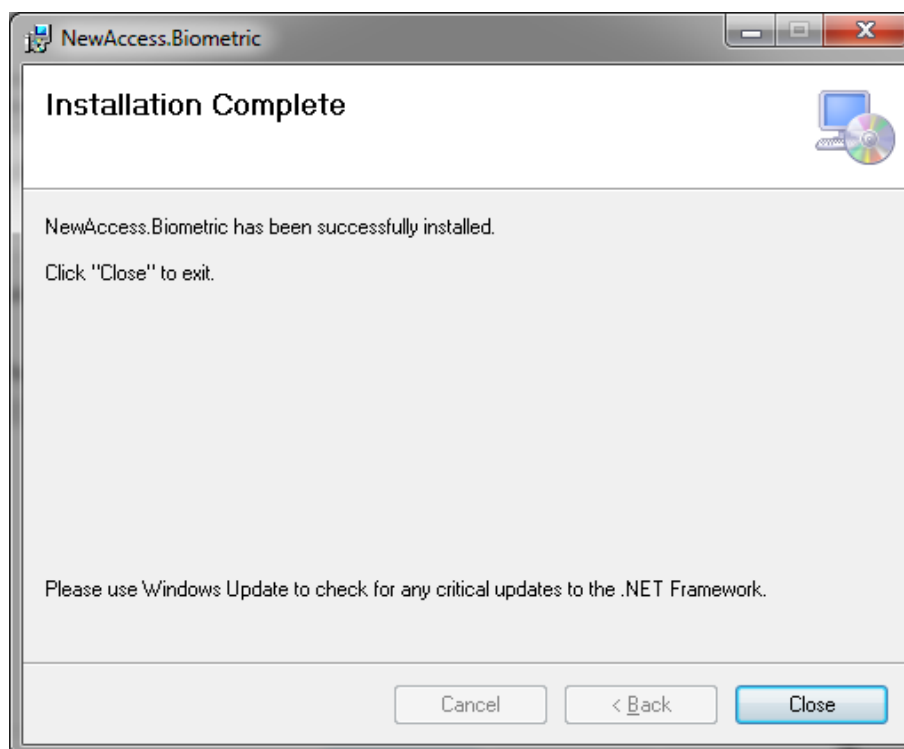 NewAccess.Biometric
Installation Complete
NewAccess.Biometric has been successfully installed.
Click "Close" to exit.
Please use Windows Update to check for any critical updates to the .NET Framework.
Cancel
< Back
Close